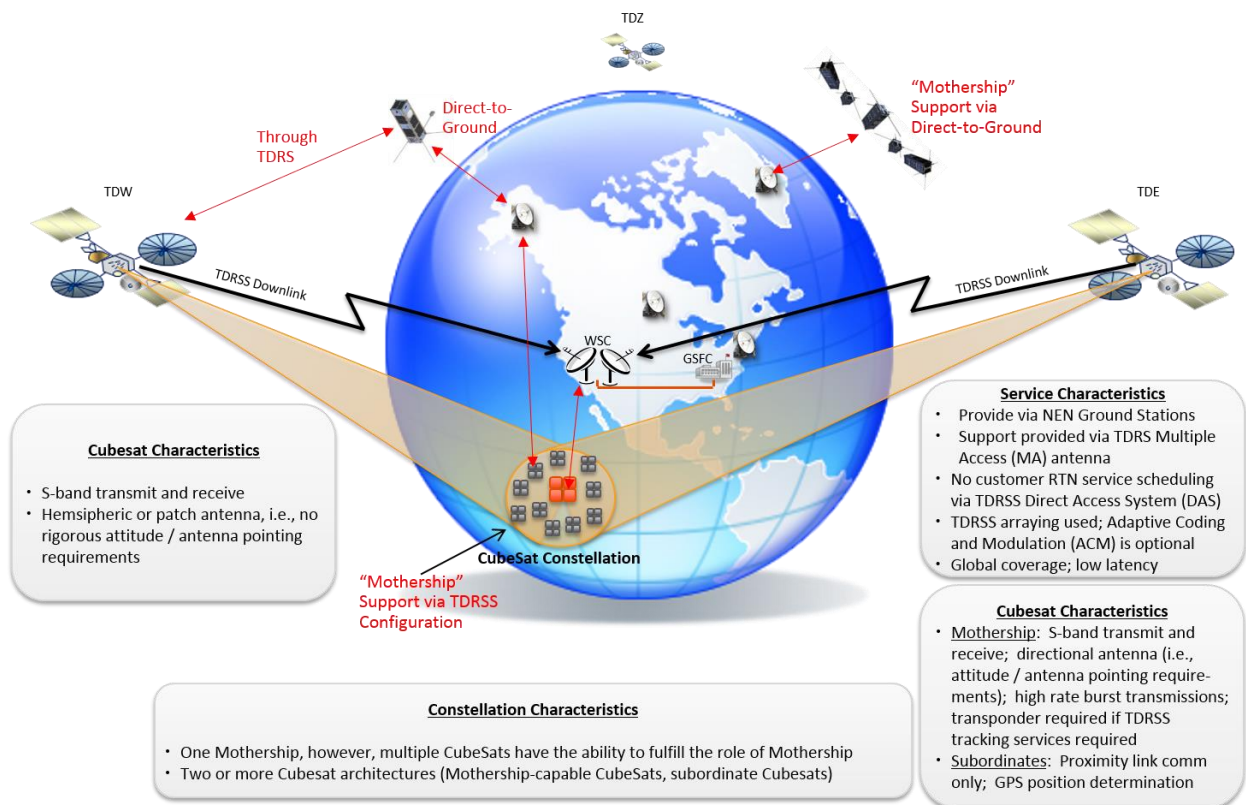 TDZ
"Mothership"
Support via
Direct-to-Ground
Direct-to-
Ground
Through
TDRS
TDW
TDE
TDRSS Downlink
TDRSS Downlink
WSC
GSFC
Cubesat Characteristics
• S-band transmit and receive
• Hemsipheric or patch antenna, i.e., no
rigorous attitude / antenna pointing
requirements
CubeSat Constellation
"Mothership"
Support via TDRSS
Configuration
Service Characteristics
• Provide via NEN Ground Stations
• Support provided via TDRS Multiple
Access (MA) antenna
• No customer RTN service scheduling
via TDRSS Direct Access System (DAS)
• TDRSS arraying used; Adaptive Coding
and Modulation (ACM) is optional
• Global coverage; low latency
Cubesat Characteristics
• Mothership: S-band transmit and
receive; directional antenna (i.e.,
attitude / antenna pointing require-
ments); high rate burst transmissions;
transponder required if TDRSS
tracking services required
• Subordinates: Proximity link comm
only; GPS position determination
Constellation Characteristics
• One Mothership, however, multiple CubeSats have the ability to fulfill the role of Mothership
• Two or more Cubesat architectures (Mothership-capable CubeSats, subordinate Cubesats)